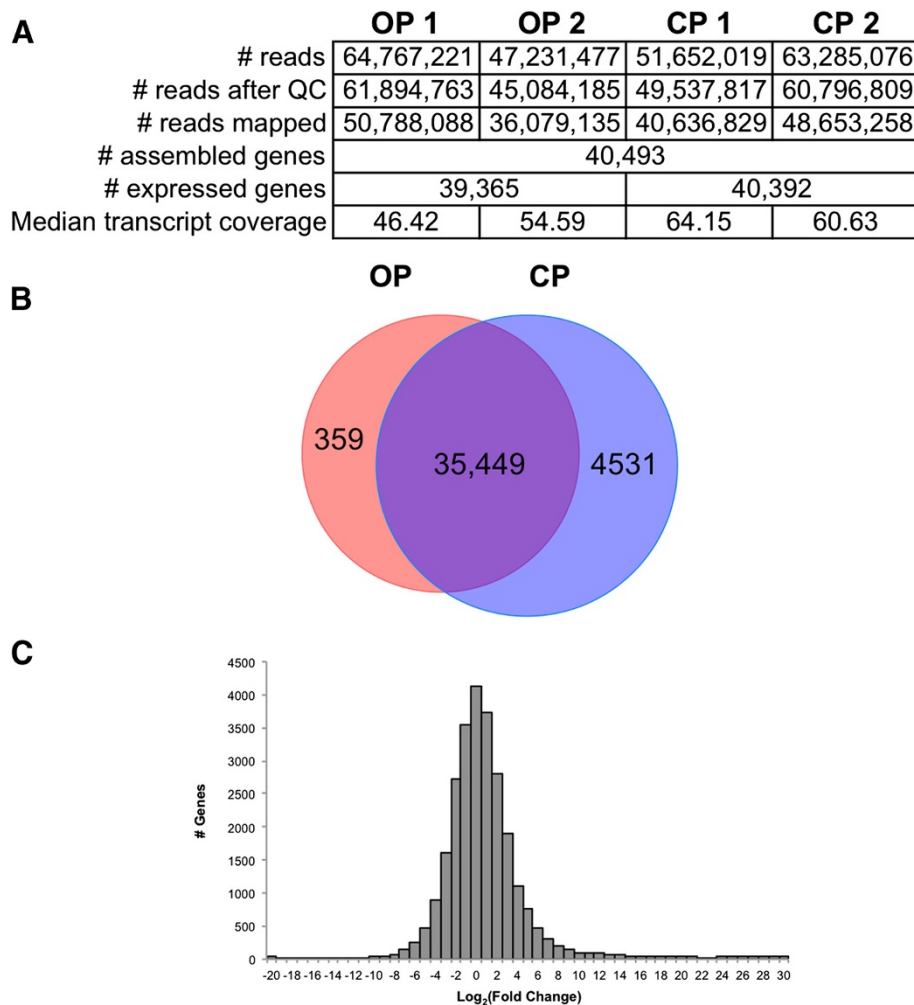 A
OP 1 OP 2 CP 1 CP 2
# reads 64,767,221 47,231,477 51,652,019 63,285,076
# reads after QC 61,894,763 45,084,185 49,537,817 60,796,809
# reads mapped 50,788,088 36,079,135 40,636,829 48,653,258
# assembled genes 40,493
# expressed genes 39,365 40,392
Median transcript coverage 46.42 54.59 64.15 60.63
B
OP CP
359 35,449 4531
C
4500
4000
3500
3000
2500
2000
1500
1000
500
0
# Genes
-20 -18 -16 -14 -12 -10 -8 -6 -4 -2 0 2 4 6 8 10 12 14 16 18 20 22 24 26 28 30
Log2(Fold Change)